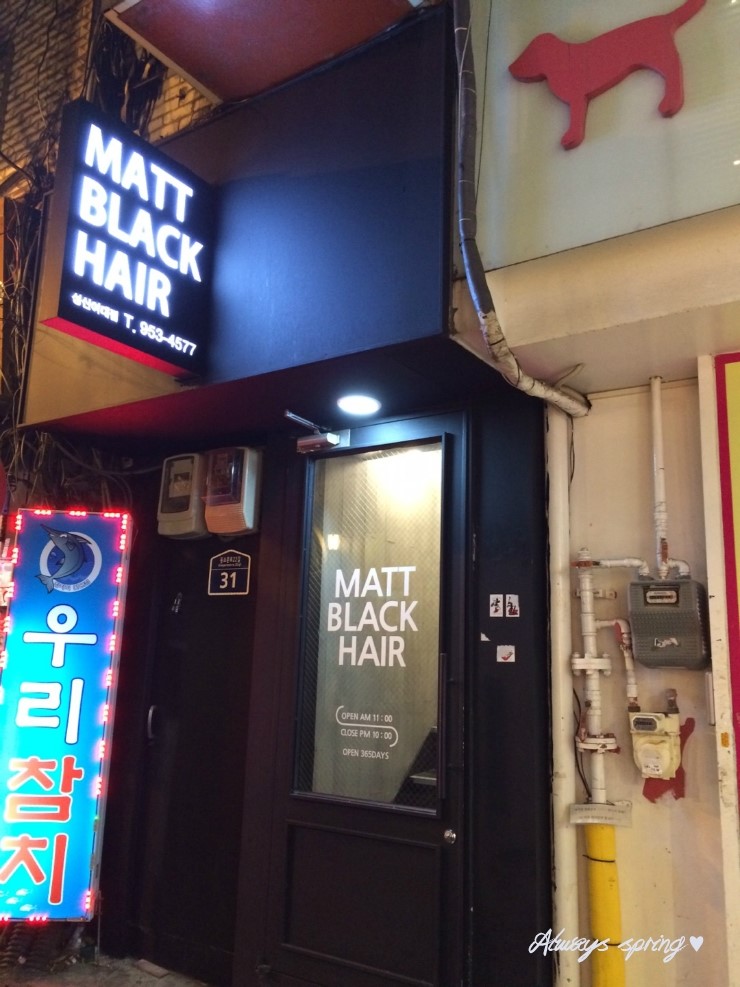 MATT
BLACK
HAIR
T. 953-4577
우리참치
31
MATT
BLACK
HAIR
OPEN AM 11 : 00
CLOSE PM 10 : 00
OPEN 365DAYS
Always spring♥